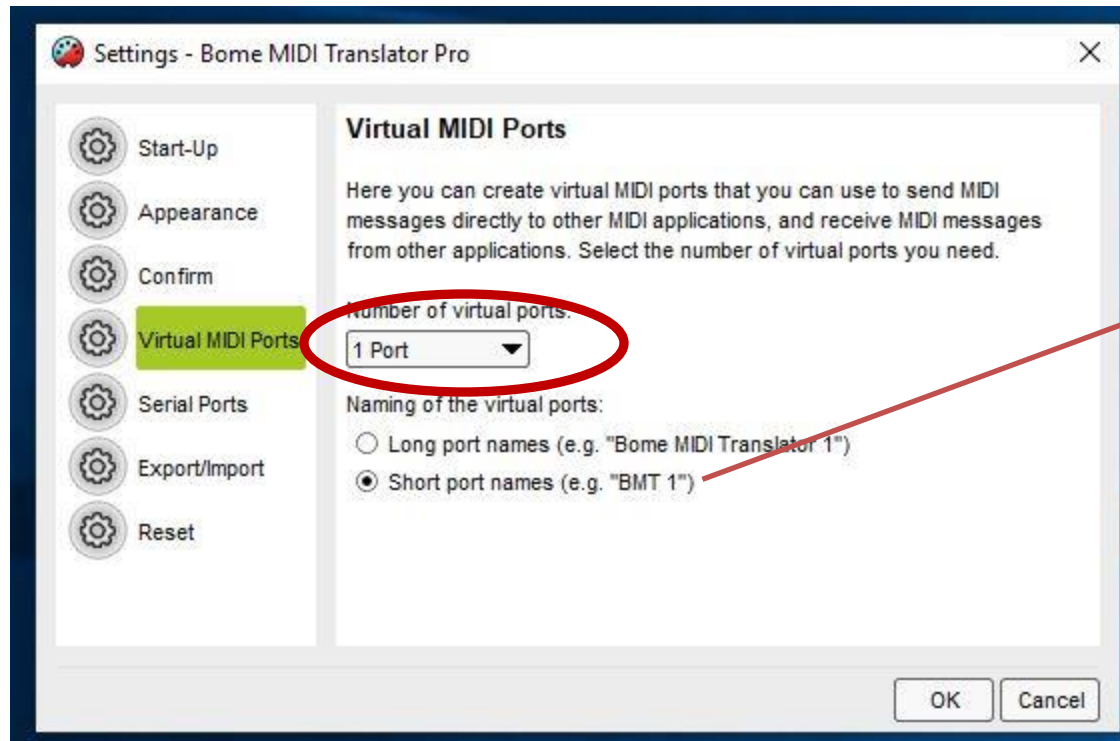 Settings - Bome MIDI Translator Pro
Start-Up
Appearance
Confirm
Virtual MIDI Ports
Serial Ports
Export/Import
Reset
Virtual MIDI Ports
Here you can create virtual MIDI ports that you can use to send MIDI
messages directly to other MIDI applications, and receive MIDI messages
from other applications. Select the number of virtual ports you need.
Number of virtual ports:
1 Port
Naming of the virtual ports:
Long port names (e.g. "Bome MIDI Translator 1")
Short port names (e.g. "BMT 1")
OK
Cancel